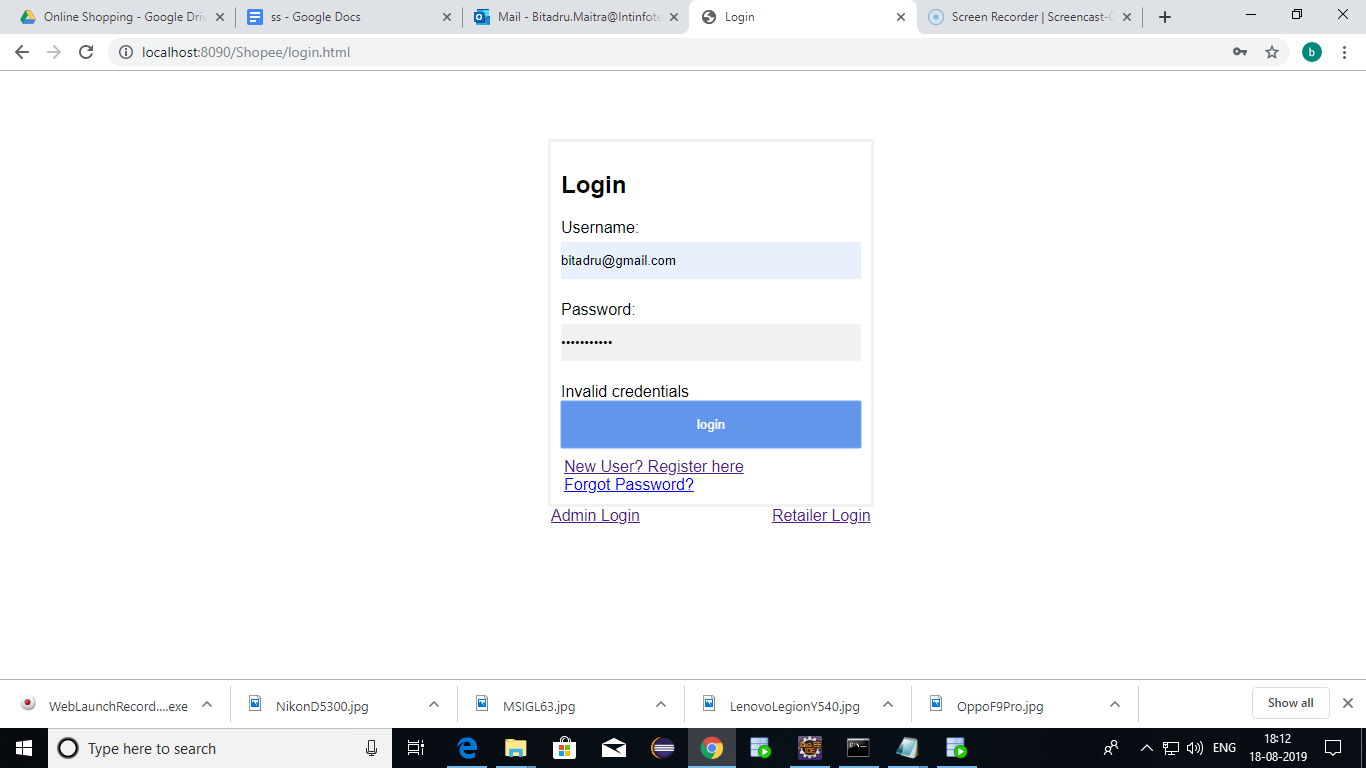 Online Shopping - Google Driv
ss - Google Docs
Mail - Bitadru.Maitra@Intinfote
Login
Screen Recorder | Screencast-O
localhost:8090/Shopee/login.html
b
Login
Username:
bitadru@gmail.com
Password:
•••••••••••
Invalid credentials
login
New User? Register here
Forgot Password?
Admin Login
Retailer Login
WebLaunchRecord....exe
NikonD5300.jpg
MSIGL63.jpg
LenovoLegionY540.jpg
OppoF9Pro.jpg
Show all
Type here to search
ENG
18:12
18-08-2019